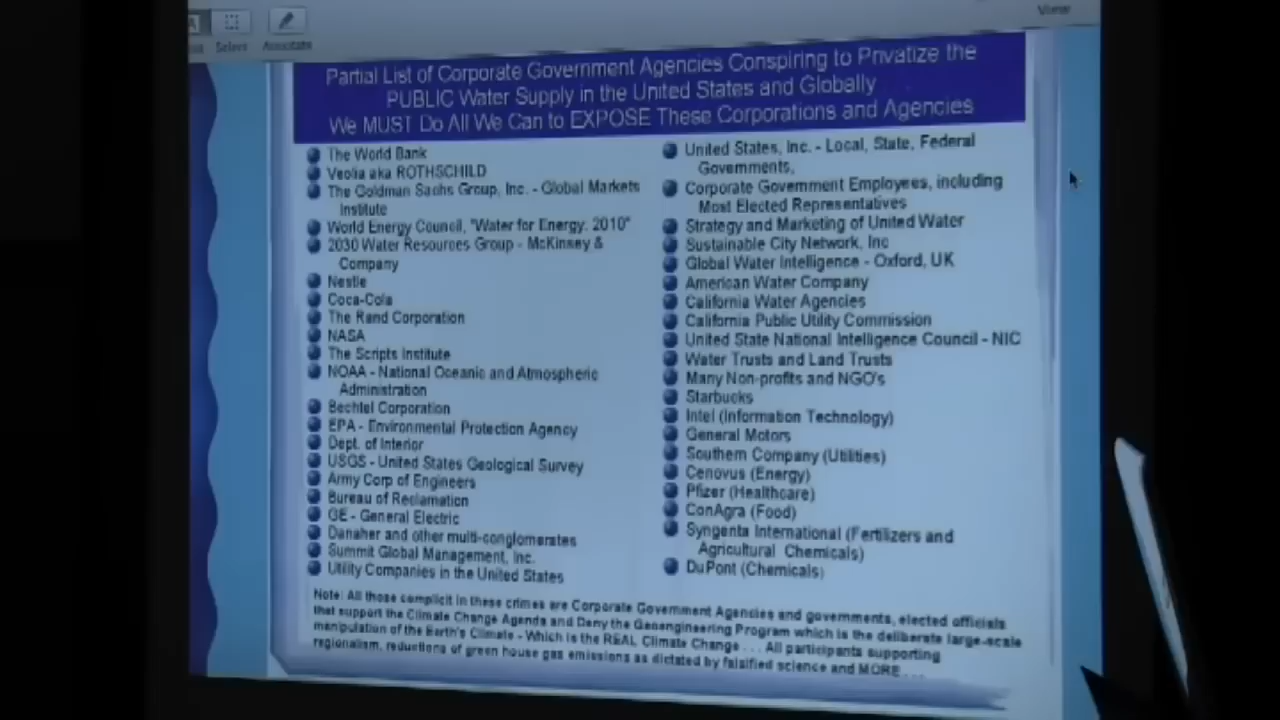 Select
Annotate
View
Partial List of Corporate Government Agencies Conspiring to Privatize the
PUBLIC Water Supply in the United States and Globally
We MUST Do All We Can to EXPOSE These Corporations and Agencies
The World Bank
Veolia aka ROTHSCHILD
The Goldman Sachs Group, Inc. - Global Markets
Institute
World Energy Council, "Water for Energy. 2010"
2030 Water Resources Group - McKinsey &
Company
Nestle
Coca-Cola
The Rand Corporation
NASA
The Scripts Institute
NOAA - National Oceanic and Atmospheric
Administration
Bechtel Corporation
EPA - Environmental Protection Agency
Dept. of Interior
USGS - United States Geological Survey
Army Corp of Engineers
Bureau of Reclamation
GE - General Electric
Danaher and other multi-conglomerates
Summit Global Management, Inc.
Utility Companies in the United States
United States, Inc. - Local, State, Federal
Governments,
Corporate Government Employees, including
Most Elected Representatives
Strategy and Marketing of United Water
Sustainable City Network, Inc
Global Water Intelligence - Oxford, UK
American Water Company
California Water Agencies
California Public Utility Commission
United State National Intelligence Council - NIC
Water Trusts and Land Trusts
Many Non-profits and NGO's
Starbucks
Intel (Information Technology)
General Motors
Southern Company (Utilities)
Cenovus (Energy)
Pfizer (Healthcare)
ConAgra (Food)
Syngenta International (Fertilizers and
Agricultural Chemicals)
DuPont (Chemicals)
Note: All those complicit in these crimes are Corporate Government Agencies and governments, elected officials
that support the Climate Change Agenda and Deny the Geoengineering Program which is the deliberate large-scale
manipulation of the Earth's Climate - Which is the REAL Climate Change . . . All participants supporting
regionalism, reductions of green house gas emissions as dictated by falsified science and MORE . . .